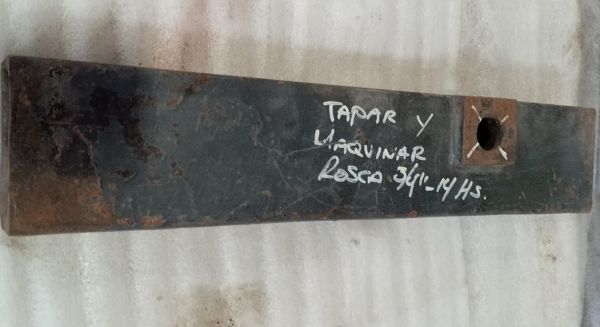 TAPAR Y
MAQUINAR
ROSCA 3/4"-14 Hs.